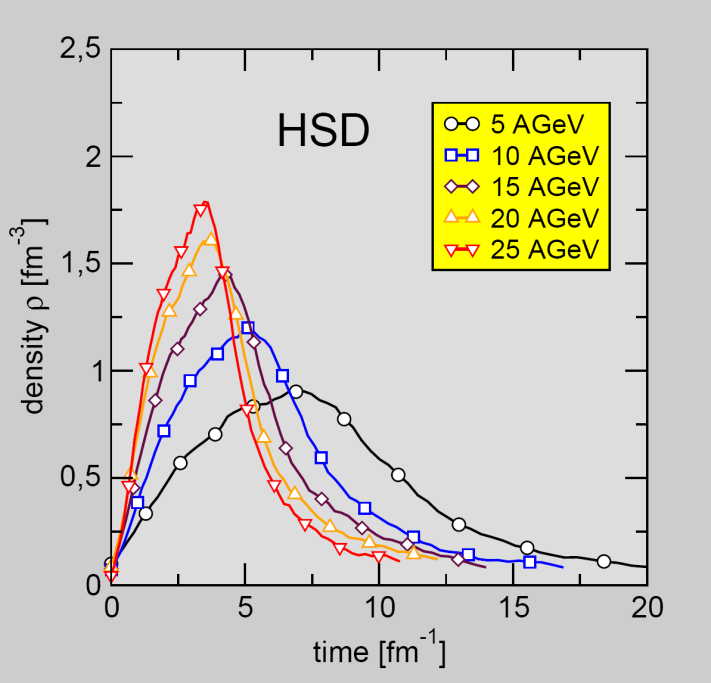 2,5
2
1,5
1
0,5
0
density ρ [fm⁻³]
HSD
5 AGeV
10 AGeV
15 AGeV
20 AGeV
25 AGeV
0 5 10 15 20
time [fm⁻¹]